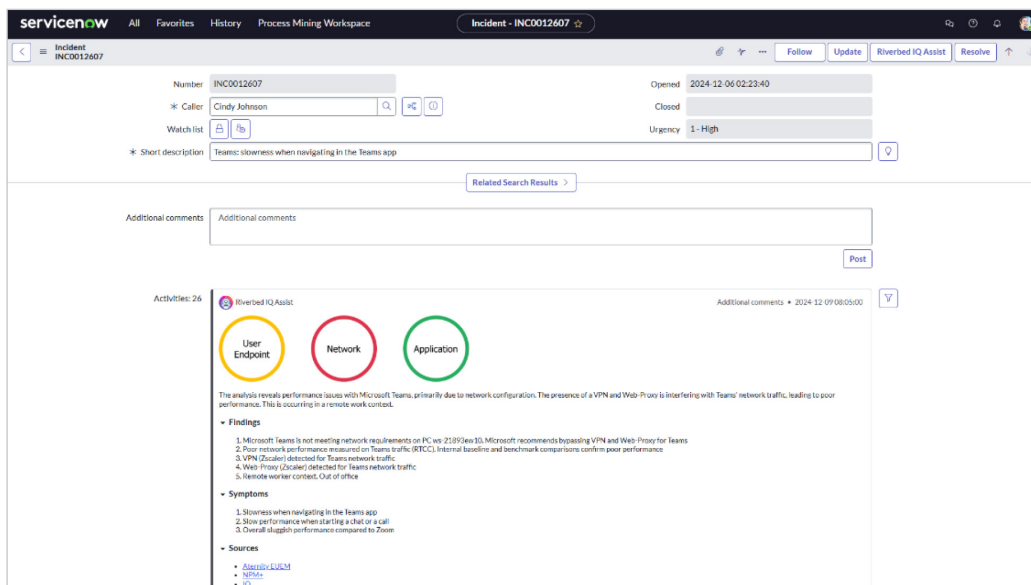 servicenow All Favorites History Process Mining Workspace Incident - INC0012607
Incident
INC0012607
Follow Update Riverbed IQ Assist Resolve
Number INC0012607
Opened 2024-12-06 02:23:40
Caller Cindy Johnson
Closed
Watch list
Urgency 1 - High
Short description Teams: slowness when navigating in the Teams app
Related Search Results
Additional comments Additional comments
Post
Activities: 26
Riverbed IQ Assist
Additional comments • 2024-12-09 08:05:00
User
Endpoint
Network
Application
The analysis reveals performance issues with Microsoft Teams, primarily due to network configuration. The presence of a VPN and Web-Proxy is interfering with Teams' network traffic, leading to poor
performance. This is occurring in a remote work context.
Findings
1. Microsoft Teams is not meeting network requirements on PC ws-21893ew10. Microsoft recommends bypassing VPN and Web-Proxy for Teams
2. Poor network performance measured on Teams traffic (RTCC). Internal baseline and benchmark comparisons confirm poor performance
3. VPN (Zscaler) detected for Teams network traffic
4. Web-Proxy (Zscaler) detected for Teams network traffic
5. Remote worker context. Out of office
Symptoms
1. Slowness when navigating in the Teams app
2. Slow performance when starting a chat or a call
3. Overall sluggish performance compared to Zoom
Sources
• Aternity EUEM
• NPM+
• IQ